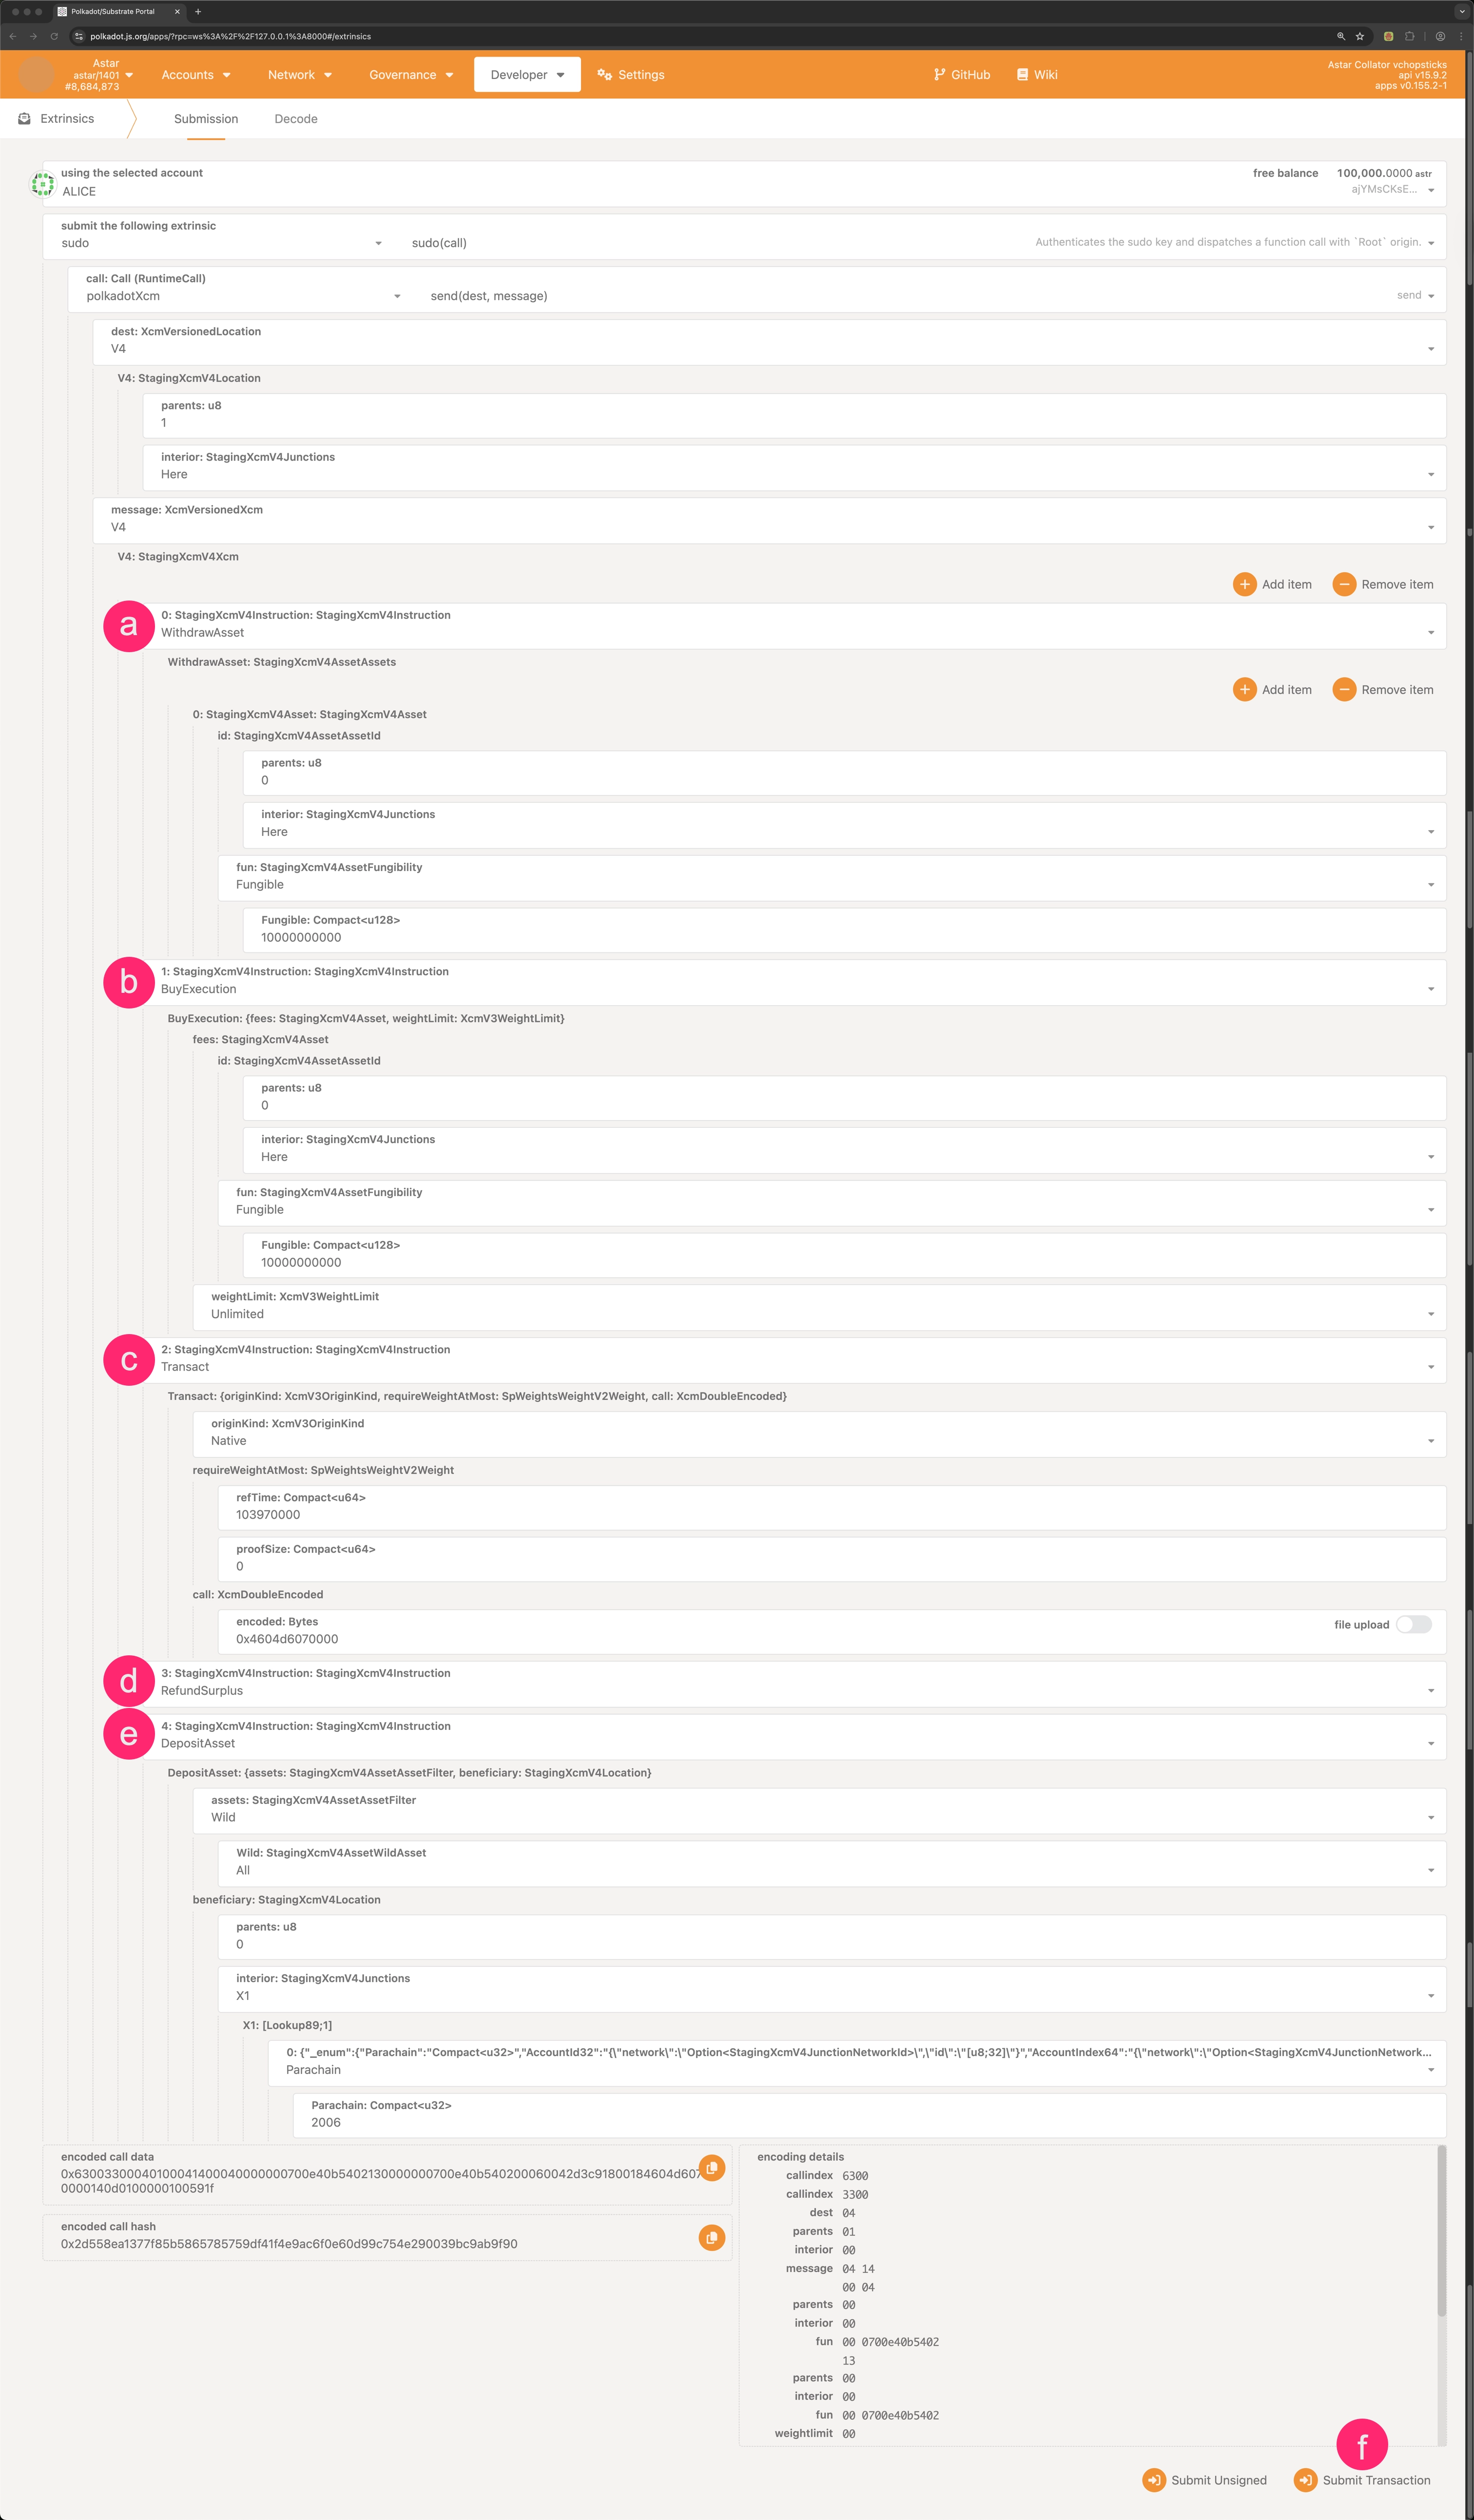 Polkadot/Substrate Portal
polkadot.js.org/apps/?rpc=ws%3A%2F%2F127.0.0.1%3A8000#/extrinsics
Astar
astar/1401
#8,684,873
Accounts
Network
Governance
Developer
Settings
GitHub
Wiki
Astar Collator vchopsticks
api v15.9.2
apps v0.155.2-1
Extrinsics
Submission
Decode
using the selected account
ALICE
free balance 100,000.0000 astr
ajYMsCKsE...
submit the following extrinsic
sudo
sudo(call)
Authenticates the sudo key and dispatches a function call with `Root` origin.
call: Call (RuntimeCall)
polkadotXcm
send(dest, message)
send
dest: XcmVersionedLocation
V4
V4: StagingXcmV4Location
parents: u8
1
interior: StagingXcmV4Junctions
Here
message: XcmVersionedXcm
V4
V4: StagingXcmV4Xcm
Add item
Remove item
a
0: StagingXcmV4Instruction: StagingXcmV4Instruction
WithdrawAsset
WithdrawAsset: StagingXcmV4AssetAssets
Add item
Remove item
0: StagingXcmV4Asset: StagingXcmV4Asset
id: StagingXcmV4AssetAssetId
parents: u8
0
interior: StagingXcmV4Junctions
Here
fun: StagingXcmV4AssetFungibility
Fungible
Fungible: Compact<u128>
10000000000
b
1: StagingXcmV4Instruction: StagingXcmV4Instruction
BuyExecution
BuyExecution: {fees: StagingXcmV4Asset, weightLimit: XcmV3WeightLimit}
fees: StagingXcmV4Asset
id: StagingXcmV4AssetAssetId
parents: u8
0
interior: StagingXcmV4Junctions
Here
fun: StagingXcmV4AssetFungibility
Fungible
Fungible: Compact<u128>
10000000000
weightLimit: XcmV3WeightLimit
Unlimited
c
2: StagingXcmV4Instruction: StagingXcmV4Instruction
Transact
Transact: {originKind: XcmV3OriginKind, requireWeightAtMost: SpWeightsWeightV2Weight, call: XcmDoubleEncoded}
originKind: XcmV3OriginKind
Native
requireWeightAtMost: SpWeightsWeightV2Weight
refTime: Compact<u64>
103970000
proofSize: Compact<u64>
0
call: XcmDoubleEncoded
encoded: Bytes
0x4604d6070000
file upload
d
3: StagingXcmV4Instruction: StagingXcmV4Instruction
RefundSurplus
e
4: StagingXcmV4Instruction: StagingXcmV4Instruction
DepositAsset
DepositAsset: {assets: StagingXcmV4AssetAssetFilter, beneficiary: StagingXcmV4Location}
assets: StagingXcmV4AssetAssetFilter
Wild
Wild: StagingXcmV4AssetWildAsset
All
beneficiary: StagingXcmV4Location
parents: u8
0
interior: StagingXcmV4Junctions
X1
X1: [Lookup89;1]
0: {"_enum":{"Parachain":"Compact<u32>","AccountId32":"{\"network\":\"Option<StagingXcmV4JunctionNetworkId>\",\"id\":\"[u8;32]\"}","AccountIndex64":"{\"network\":\"Option<StagingXcmV4JunctionNetwork...
Parachain
Parachain: Compact<u32>
2006
encoded call data
0x630033000401000414000400000000700e40b5402130000000700e40b540200060042d3c91800184604d607
0000140d0100000100591f
encoded call hash
0x2d558ea1377f85b5865785759df41f4e9ac6f0e60d99c754e290039bc9ab9f90
encoding details
callindex 6300
callindex 3300
dest 04
parents 01
interior 00
message 04 14
00 04
parents 00
interior 00
fun 00 0700e40b5402
13
parents 00
interior 00
fun 00 0700e40b5402
weightlimit 00
f
Submit Unsigned
Submit Transaction